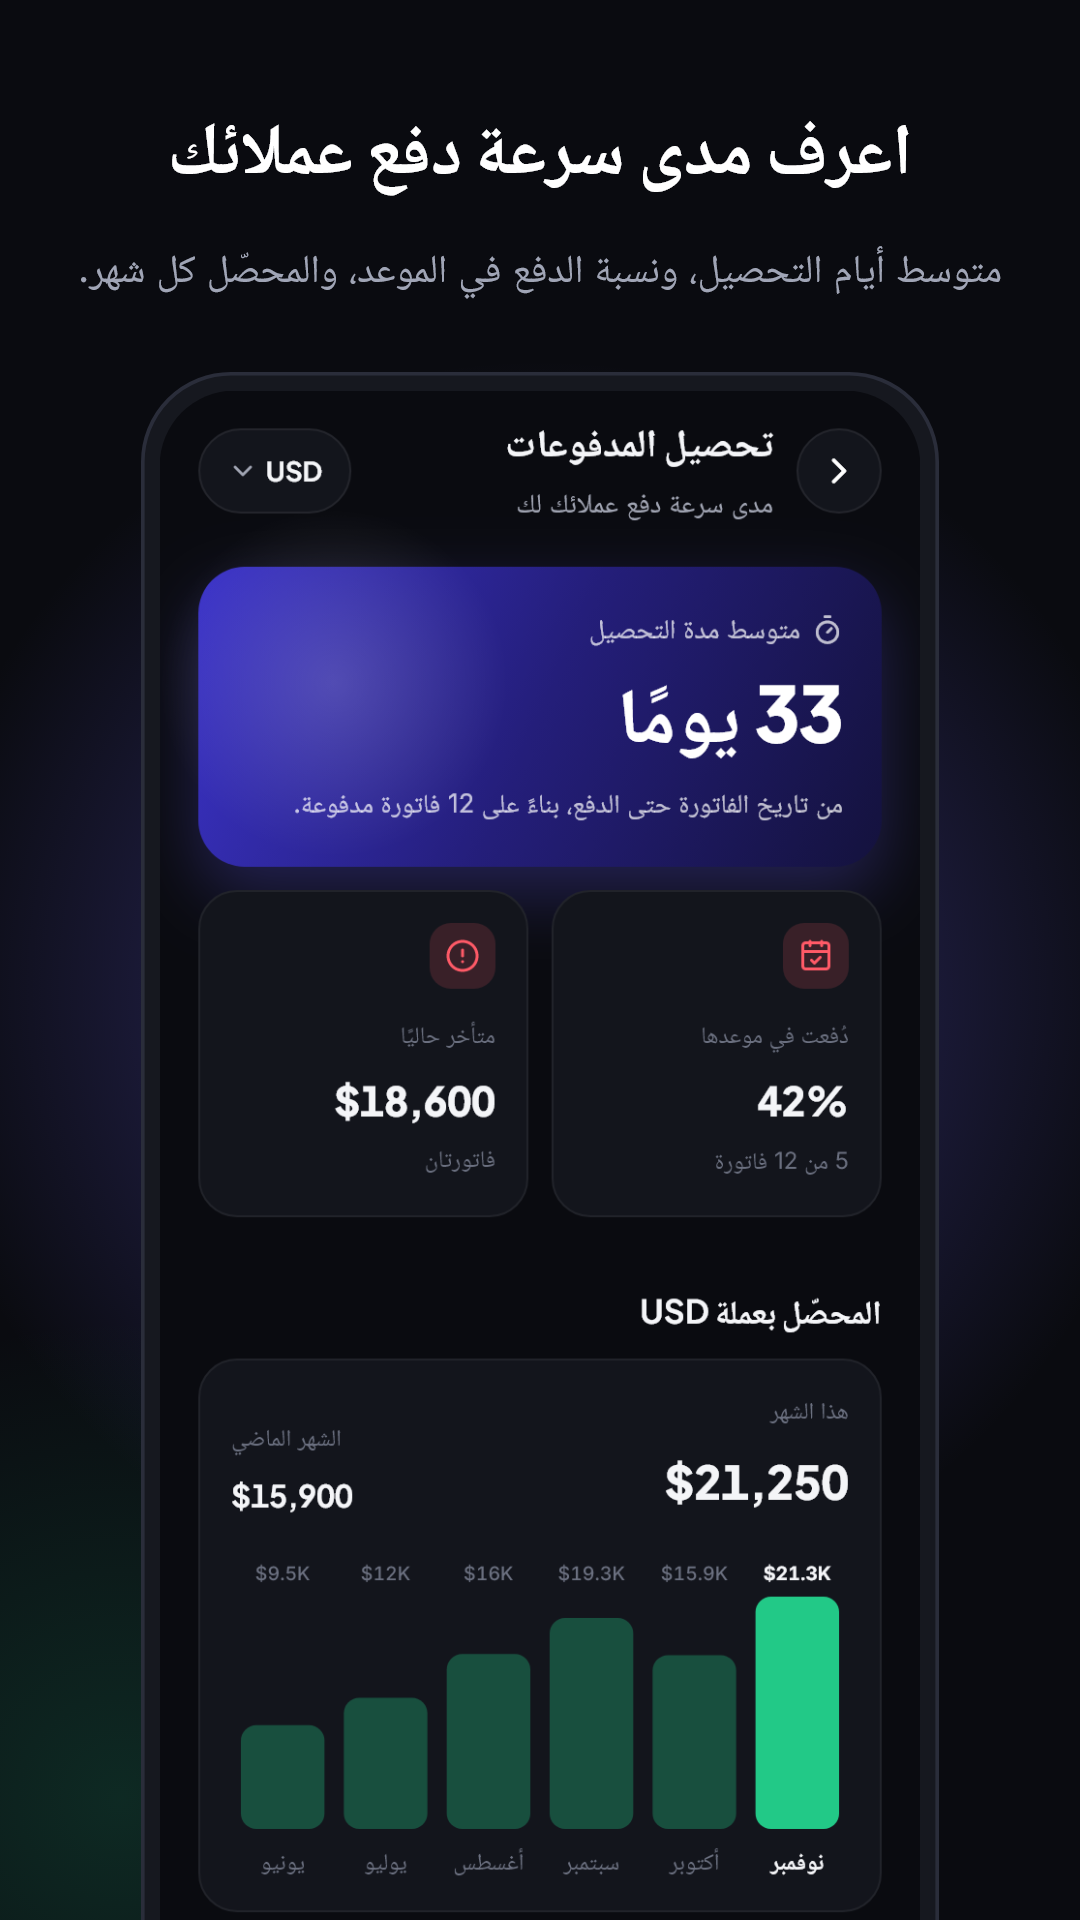 اعرف مدى سرعة دفع عملائك
متوسط أيام التحصيل، ونسبة الدفع في الموعد، والمحصّل كل شهر.
تحصيل المدفوعات
مدى سرعة دفع عملائك لك
USD
متوسط مدة التحصيل
33 يومًا
من تاريخ الفاتورة حتى الدفع، بناءً على 12 فاتورة مدفوعة.
دُفعت في موعدها
42%
5 من 12 فاتورة
متأخر حاليًا
$18,600
فاتورتان
المحصّل بعملة USD
هذا الشهر
$21,250
الشهر الماضي
$15,900
$21.3K $15.9K $19.3K $16K $12K $9.5K
نوفمبر أكتوبر سبتمبر أغسطس يوليو يونيو